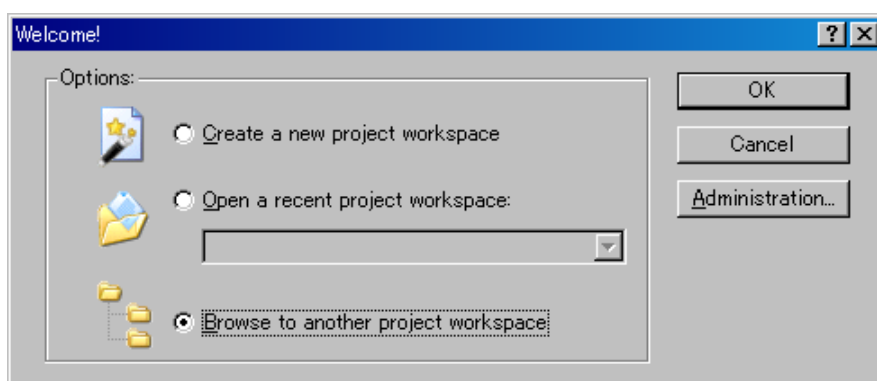 Welcome!
Options:
Create a new project workspace
Open a recent project workspace:
Browse to another project workspace
OK
Cancel
Administration...